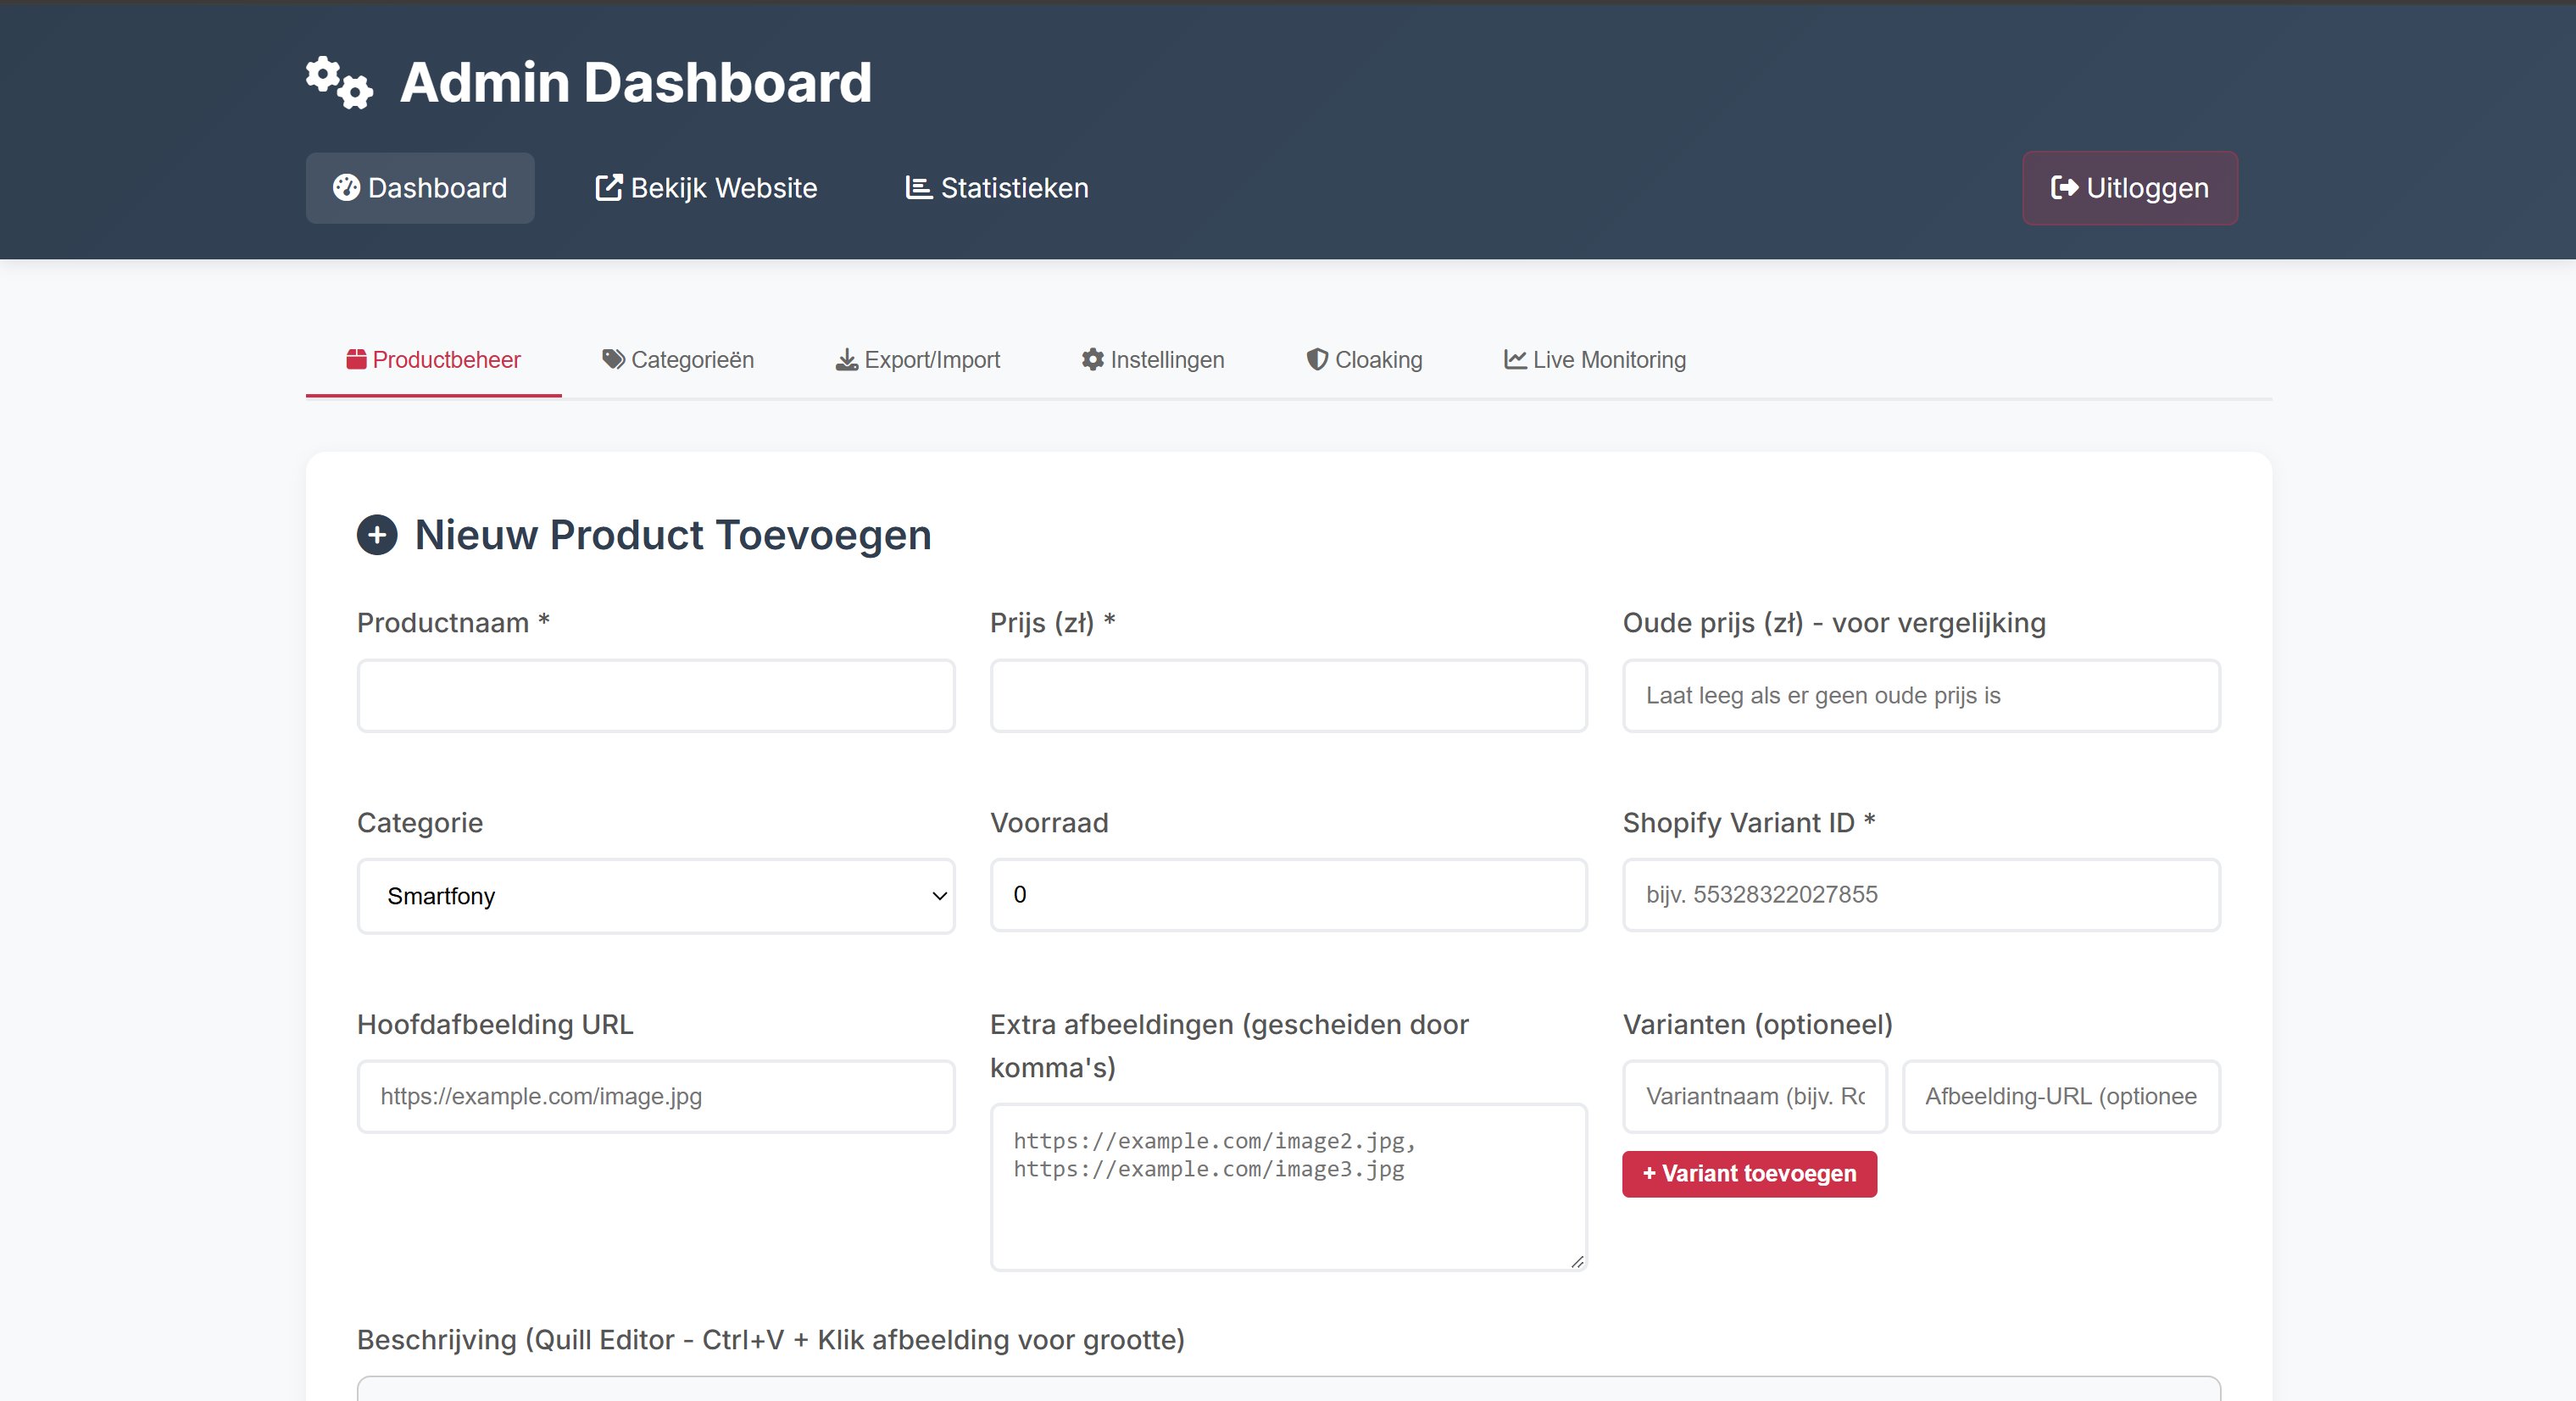 Admin Dashboard
Dashboard
Bekijk Website
Statistieken
Uitloggen
Productbeheer
Categorieën
Export/Import
Instellingen
Cloaking
Live Monitoring
Nieuw Product Toevoegen
Productnaam *
Prijs (zł) *
Oude prijs (zł) - voor vergelijking
Laat leeg als er geen oude prijs is
Categorie
Voorraad
Shopify Variant ID *
Smartfony
0
bijv. 55328322027855
Hoofdafbeelding URL
Extra afbeeldingen (gescheiden door
komma's)
Varianten (optioneel)
https://example.com/image.jpg
https://example.com/image2.jpg,
https://example.com/image3.jpg
Variantnaam (bijv. Ro
Afbeelding-URL (optionee
+ Variant toevoegen
Beschrijving (Quill Editor - Ctrl+V + Klik afbeelding voor grootte)